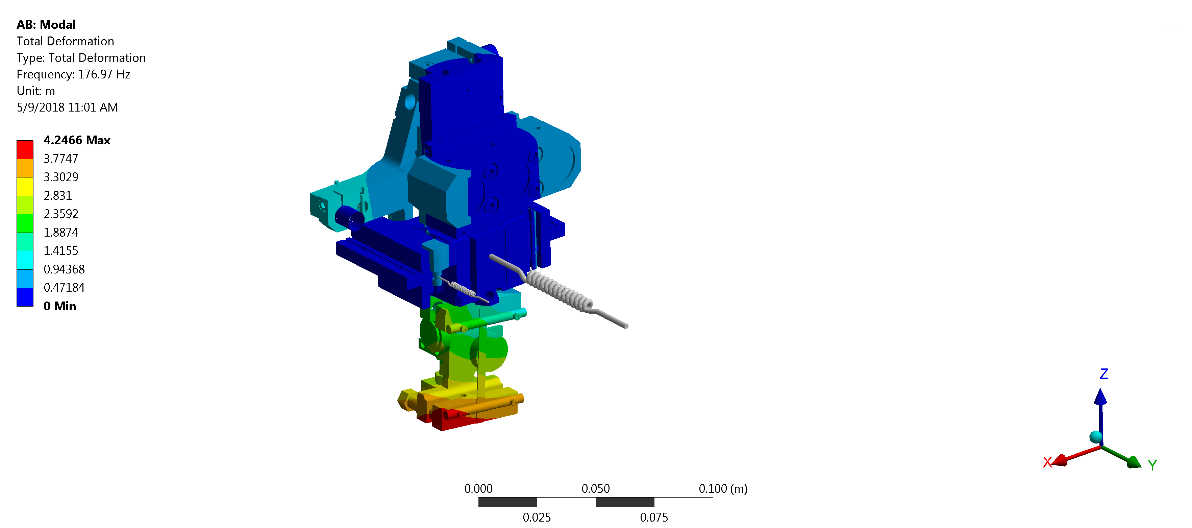 AB: Modal
Total Deformation
Type: Total Deformation
Frequency: 176.97 Hz
Unit: m
5/9/2018 11:01 AM
4.2466 Max
3.7747
3.3029
2.831
2.3592
1.8874
1.4155
0.94368
0.47184
0 Min
Z
X
Y
0.000 0.050 0.100 (m)
0.025 0.075